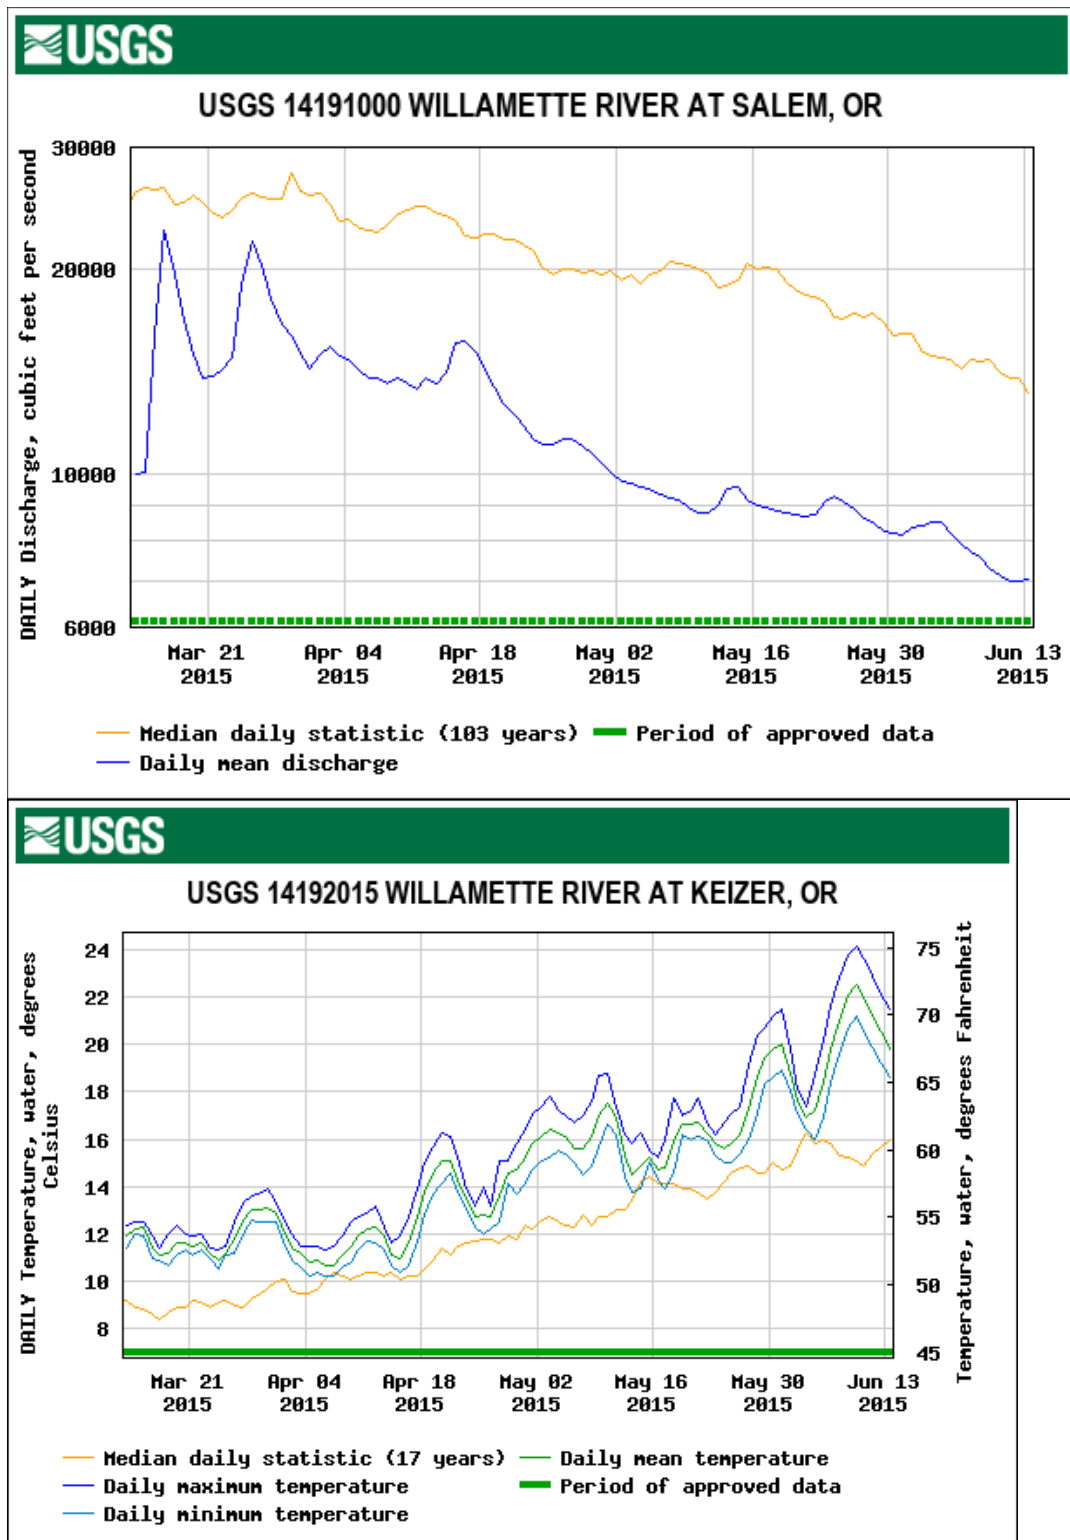 USGS
USGS 14191000 WILLAMETTE RIVER AT SALEM, OR
DAILY Discharge, cubic feet per second
30000
20000
10000
6000
Mar 21 Apr 04 Apr 18 May 02 May 16 May 30 Jun 13
2015 2015 2015 2015 2015 2015 2015
Median daily statistic (103 years) Period of approved data
Daily mean discharge
USGS
USGS 14192015 WILLAMETTE RIVER AT KEIZER, OR
DAILY Temperature, water, degrees
Celsius
24
22
20
18
16
14
12
10
8
75
70
65
60
55
50
45
Temperature, water, degrees Fahrenheit
Mar 21 Apr 04 Apr 18 May 02 May 16 May 30 Jun 13
2015 2015 2015 2015 2015 2015 2015
Median daily statistic (17 years) Daily mean temperature
Daily maximum temperature Period of approved data
Daily minimum temperature